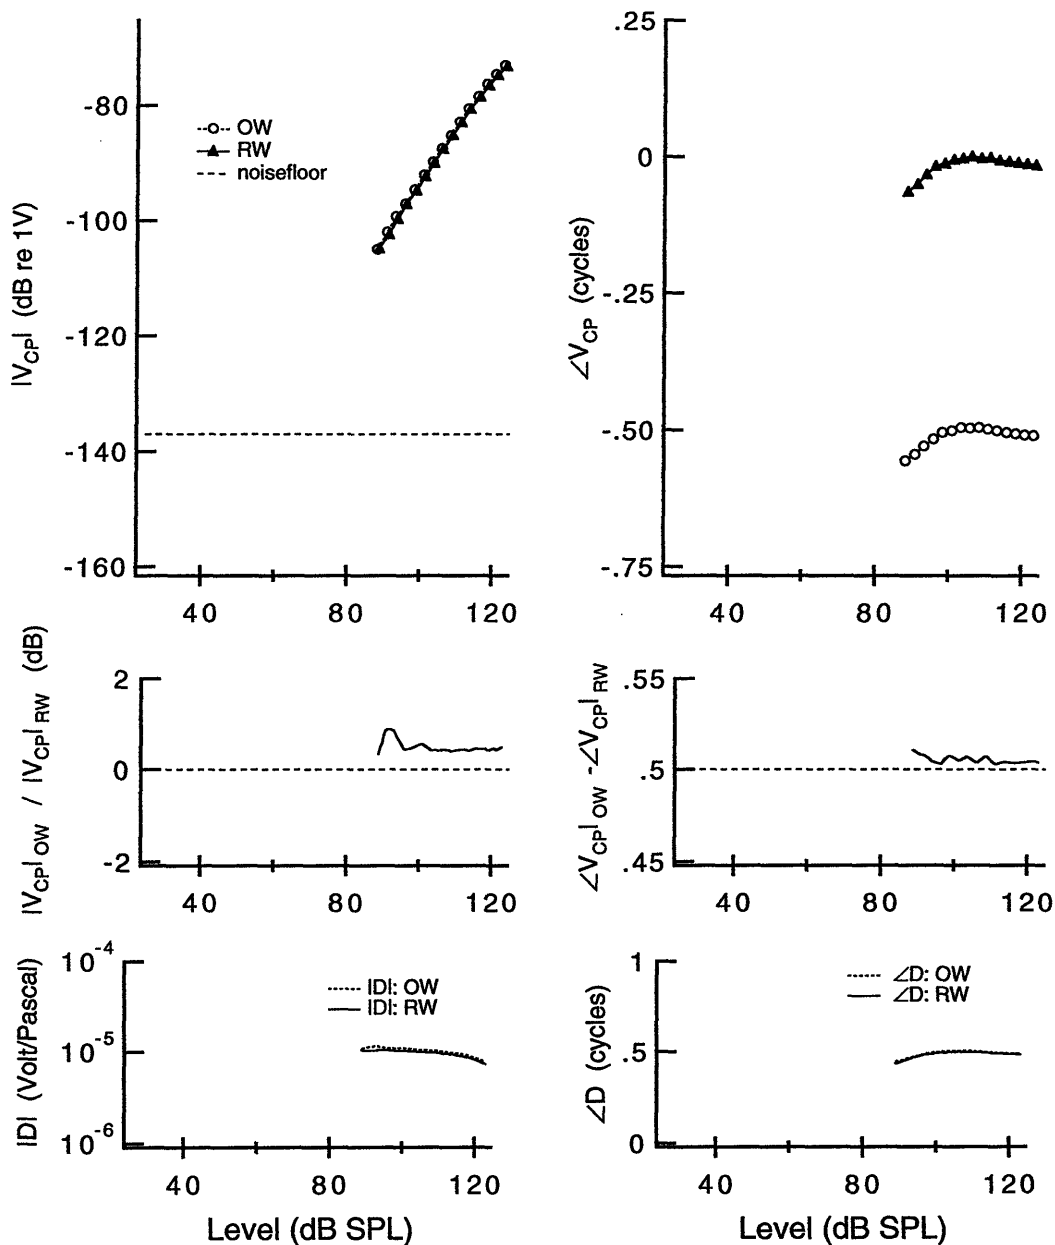 |V_CP| (dB re 1V)
-80
-100
-120
-140
-160
OW
RW
noisefloor
40 80 120
∠V_CP (cycles)
.25
0
-.25
-.50
-.75
40 80 120
|V_CP|_OW / |V_CP|_RW (dB)
2
0
-2
40 80 120
∠V_CP|_OW -∠V_CP|_RW
.55
.5
.45
40 80 120
|D| (Volt/Pascal)
10^-4
10^-5
10^-6
|D|: OW
|D|: RW
40 80 120
Level (dB SPL)
∠D (cycles)
1
.5
0
∠D: OW
∠D: RW
40 80 120
Level (dB SPL)